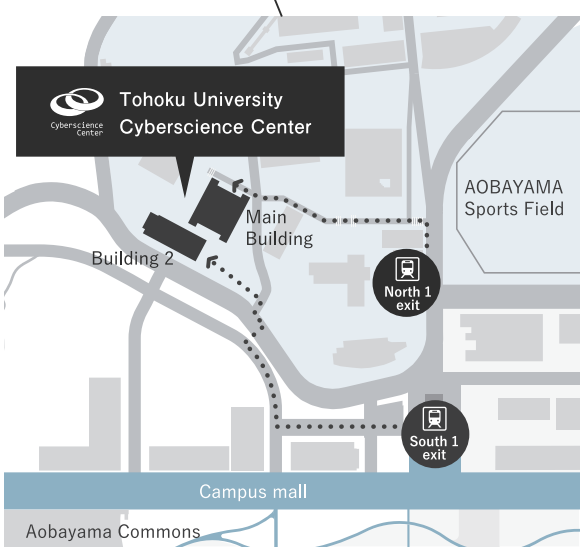 Tohoku University
Cyberscience Center
Cyberscience
Center
AOBAYAMA
Sports Field
Main
Building
Building 2
North 1
exit
South 1
exit
Campus mall
Aobayama Commons